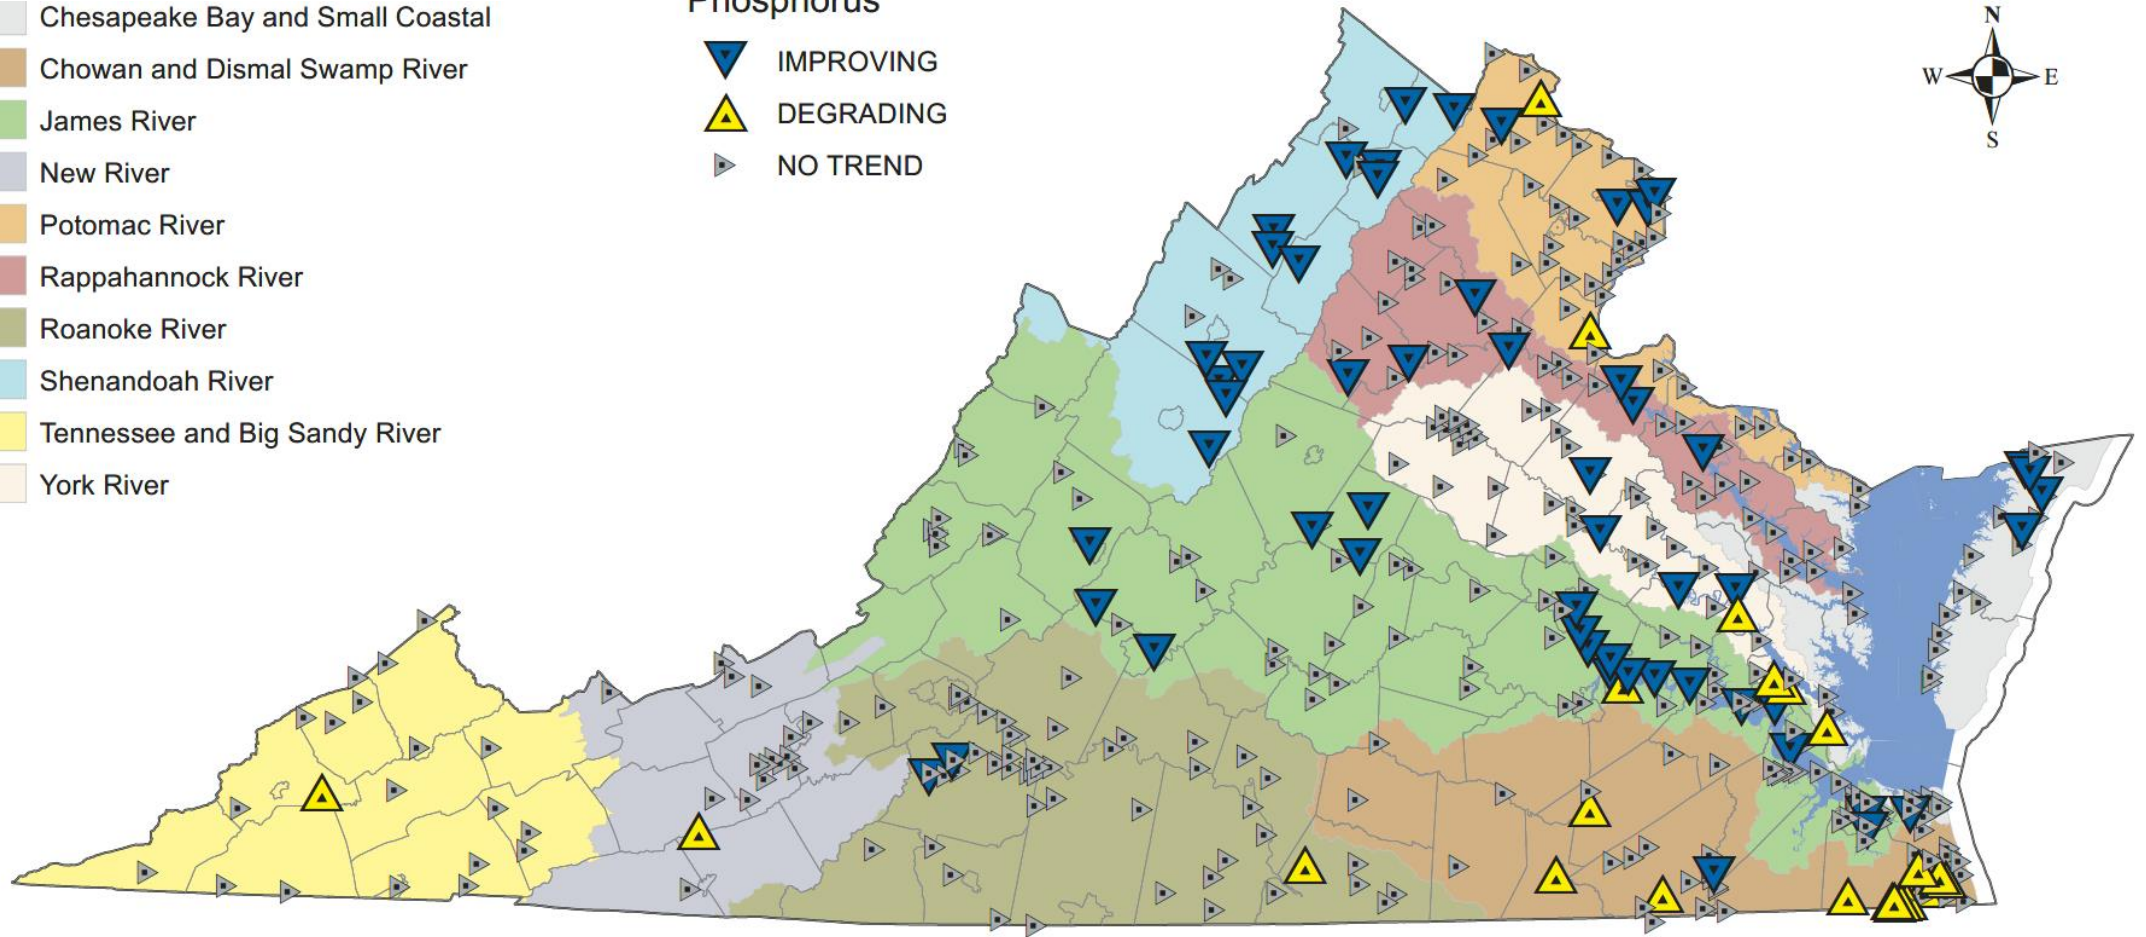 Chesapeake Bay and Small Coastal
Chowan and Dismal Swamp River
James River
New River
Potomac River
Rappahannock River
Roanoke River
Shenandoah River
Tennessee and Big Sandy River
York River
Phosphorus
IMPROVING
DEGRADING
NO TREND
N
W E
S